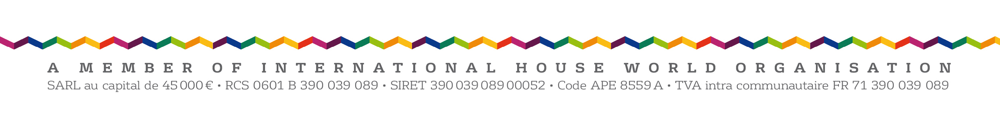 A MEMBER OF INTERNATIONAL HOUSE WORLD ORGANISATION
SARL au capital de 45 000 € • RCS 0601 B 390 039 089 • SIRET 390 039 089 00052 • Code APE 8559 A • TVA intra communautaire FR 71 390 039 089